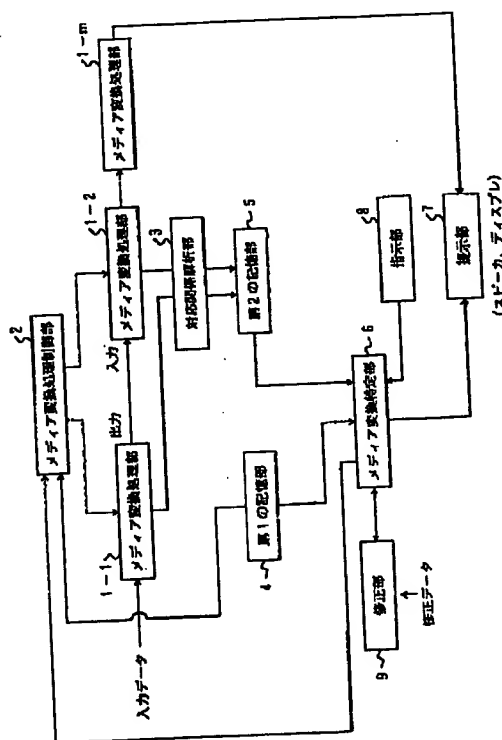 2
メディア変換処理制御部
1-1
メディア変換処理部
1-2
メディア変換処理部
1-m
メディア変換処理部
入力データ
出力
入力
3
対応関係解析部
4
第1の記憶部
5
第2の記憶部
6
メディア変換特定部
8
指示部
7
提示部
(スピーカ、ディスプレ)
9
修正部
修正データ